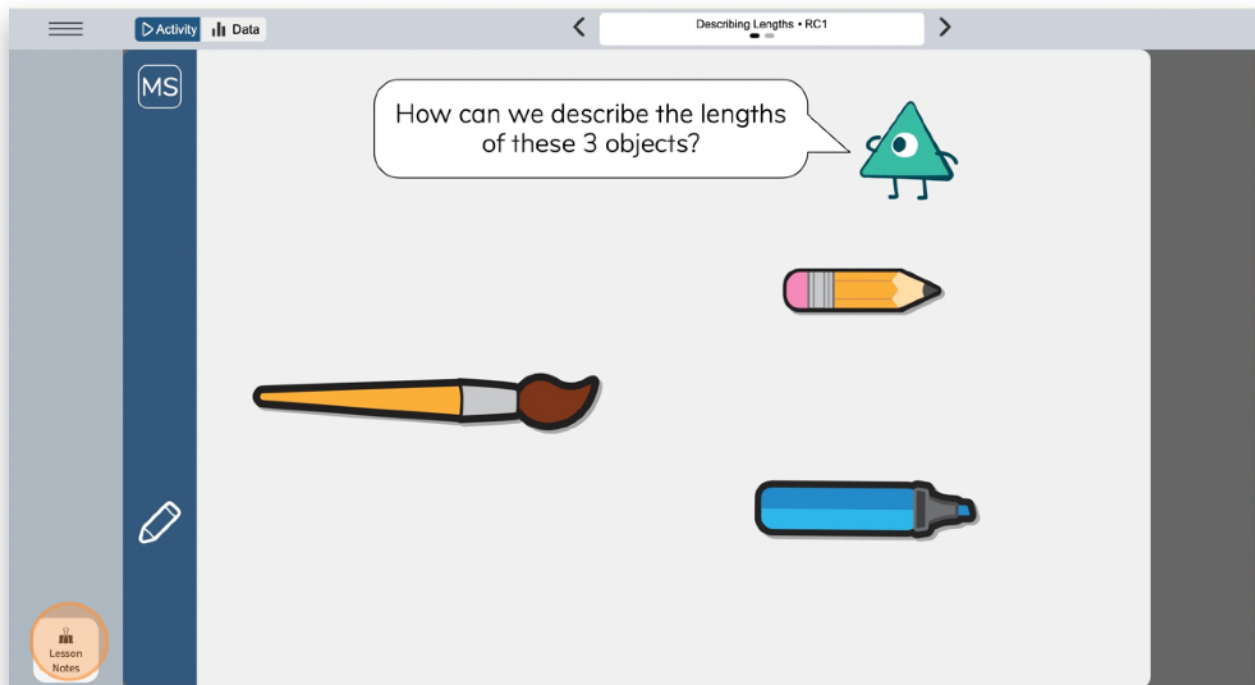 Activity
Data
Describing Lengths • RC1
MS
How can we describe the lengths
of these 3 objects?
Lesson
Notes